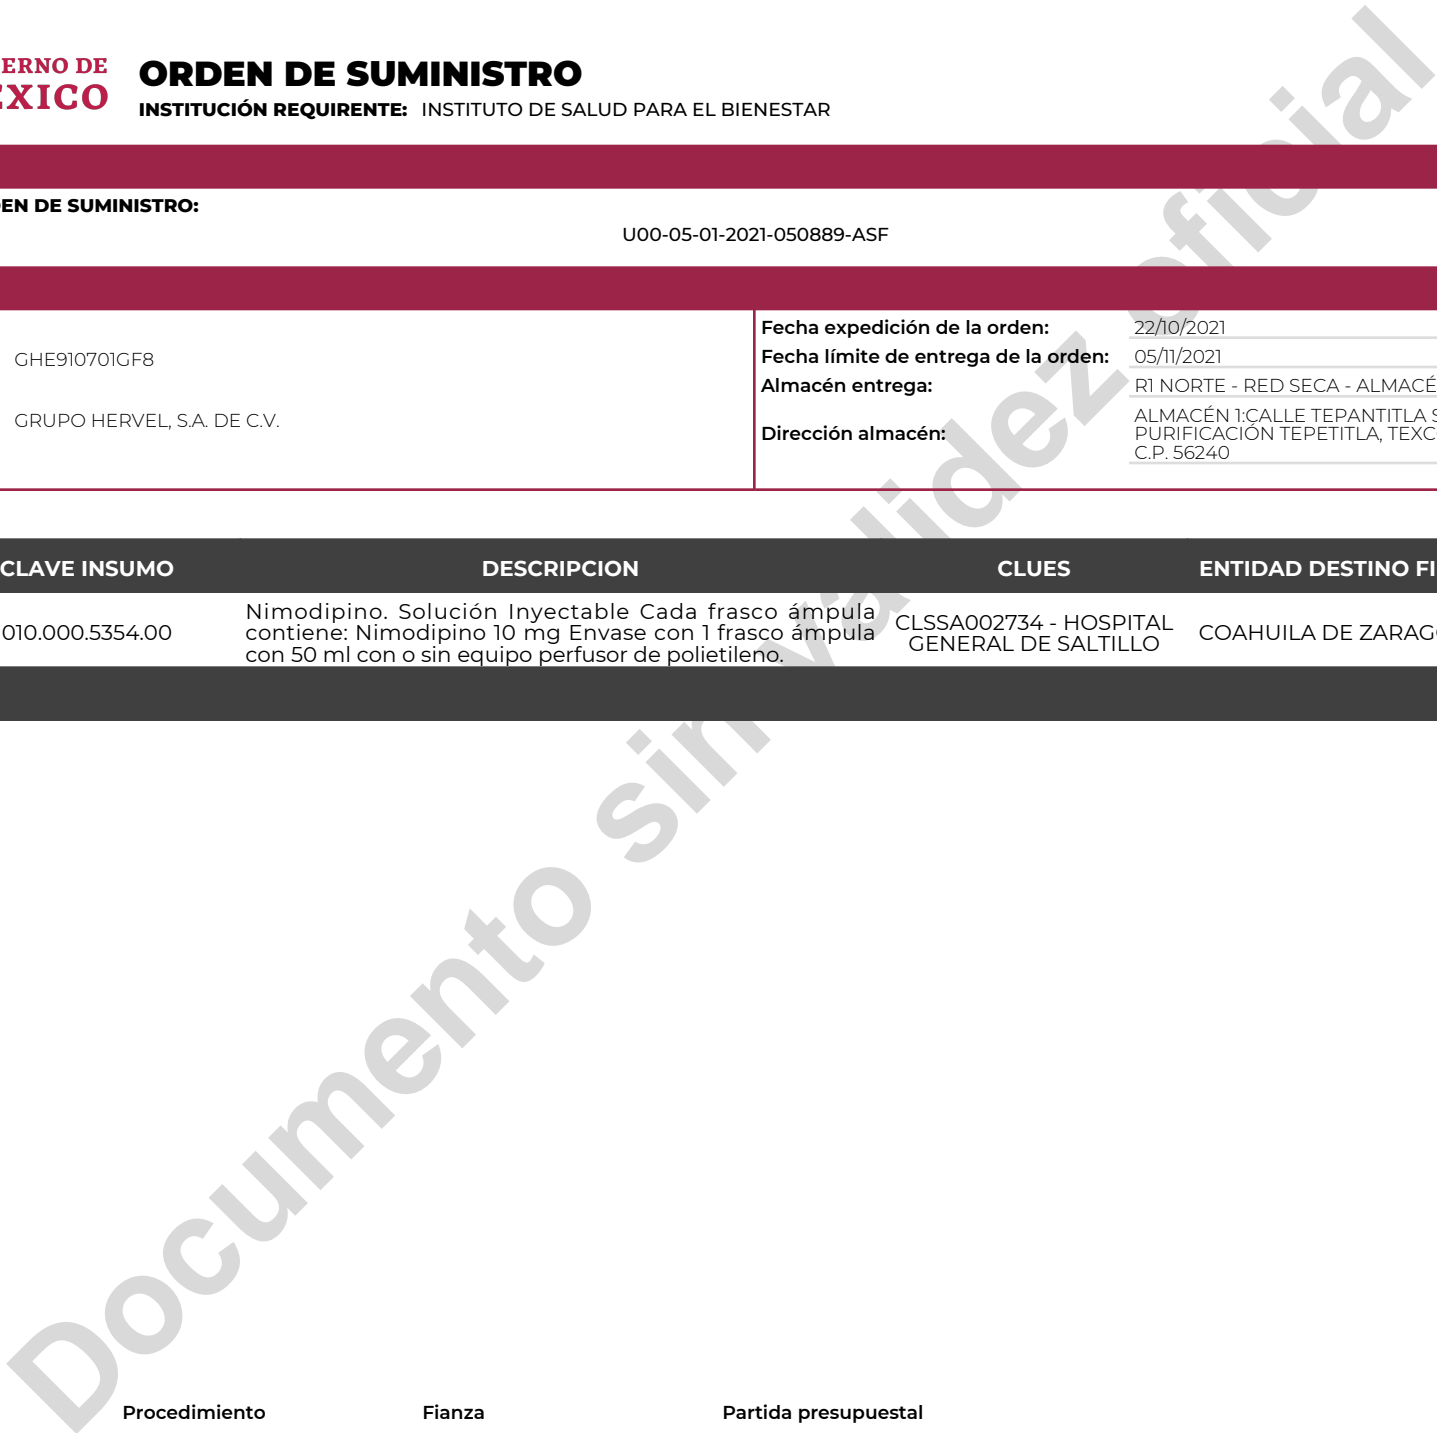 ERNO DE
ORDEN DE SUMINISTRO
EXICO
INSTITUCIÓN REQUIRENTE: INSTITUTO DE SALUD PARA EL BIENESTAR
EN DE SUMINISTRO:
U00-05-01-2021-050889-ASF
GHE910701GF8
GRUPO HERVEL, S.A. DE C.V.
Fecha expedición de la orden: 22/10/2021
Fecha límite de entrega de la orden: 05/11/2021
Almacén entrega: R1 NORTE - RED SECA - ALMACÉ
Dirección almacén:
ALMACÉN 1:CALLE TEPANTITLA S
PURIFICACIÓN TEPETITLA, TEXC
C.P. 56240
CLAVE INSUMO DESCRIPCION CLUES ENTIDAD DESTINO FI
010.000.5354.00
Nimodipino. Solución Inyectable Cada frasco ámpula
contiene: Nimodipino 10 mg Envase con 1 frasco ámpula
con 50 ml con o sin equipo perfusor de polietileno.
CLSSA002734 - HOSPITAL
GENERAL DE SALTILLO
COAHUILA DE ZARAG
Documento sin validez oficial
Procedimiento Fianza Partida presupuestal